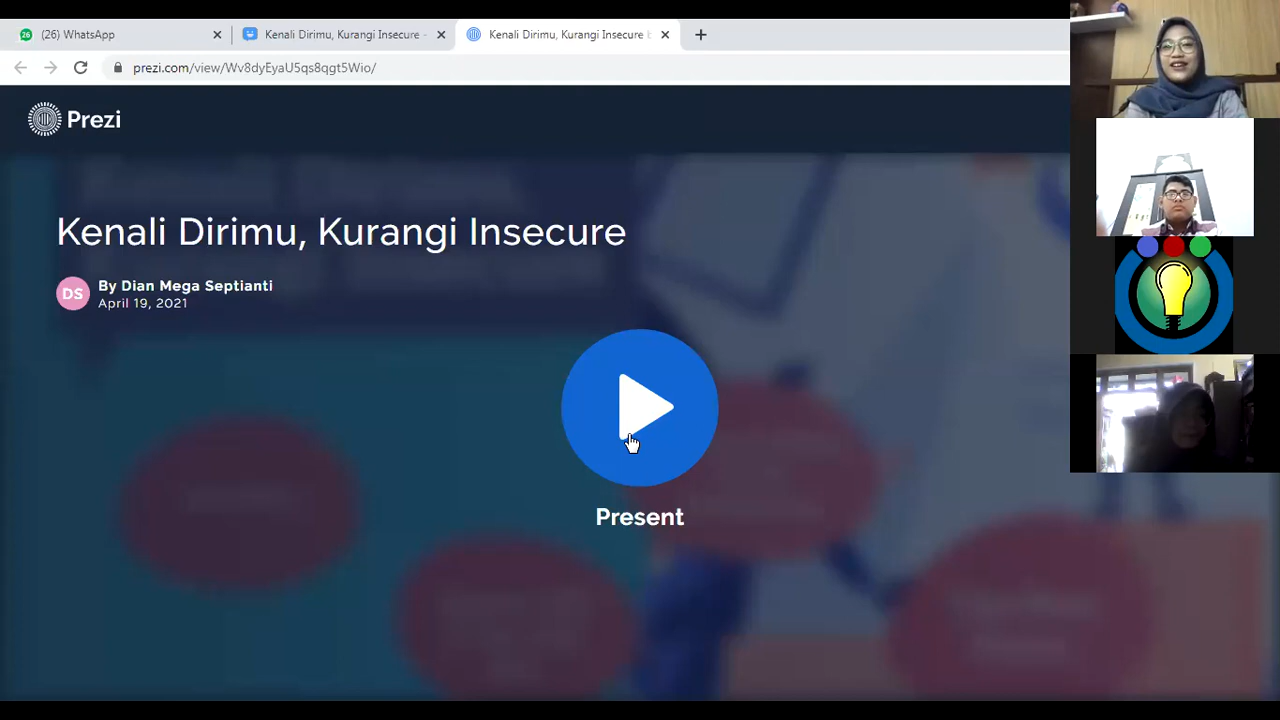 26
(26) WhatsApp
Kenali Dirimu, Kurangi Insecure -
Kenali Dirimu, Kurangi Insecure b
prezi.com/view/Wv8dyEyaU5qs8qgt5Wio/
Prezi
Kenali Dirimu, Kurangi Insecure
DS
By Dian Mega Septianti
April 19, 2021
Present